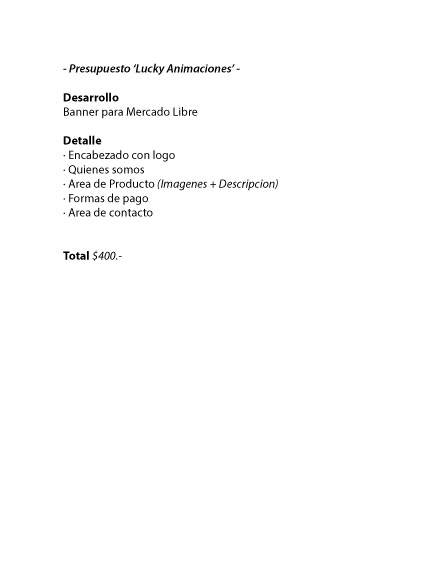 - Presupuesto ‘Lucky Animaciones’ -
Desarrollo
Banner para Mercado Libre
Detalle
· Encabezado con logo
· Quienes somos
· Area de Producto (Imagenes + Descripcion)
· Formas de pago
· Area de contacto
Total $400.-